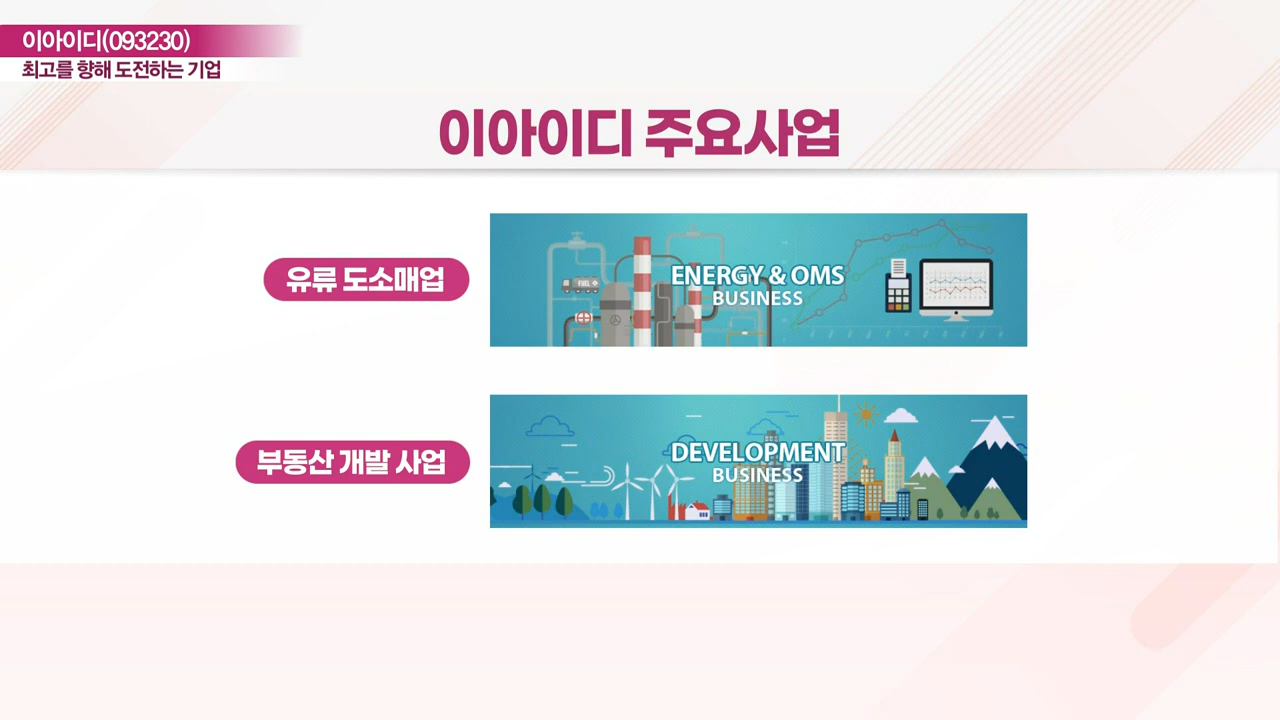 이아이디(093230)
최고를 향해 도전하는 기업
이아이디 주요사업
유류 도소매업
FUEL
ENERGY & OMS
BUSINESS
부동산 개발 사업
DEVELOPMENT
BUSINESS